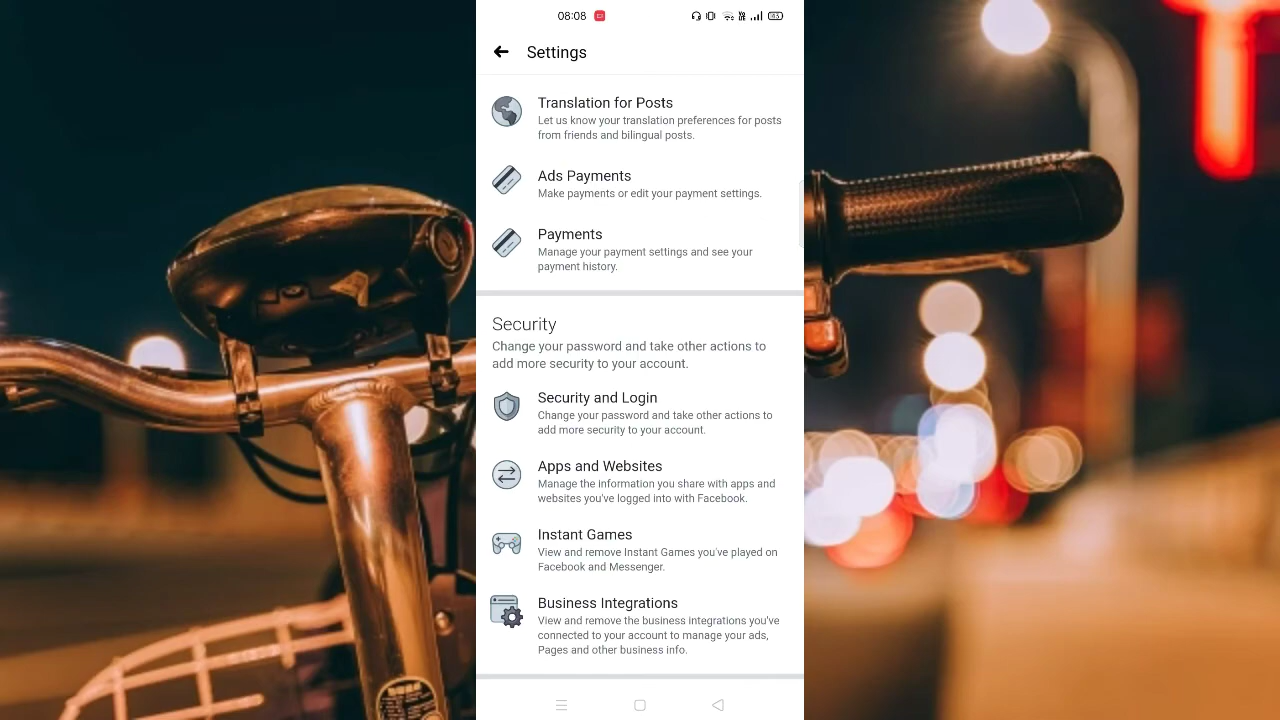 08:08
65
Settings
Translation for Posts
Let us know your translation preferences for posts
from friends and bilingual posts.
Ads Payments
Make payments or edit your payment settings.
Payments
Manage your payment settings and see your
payment history.
Security
Change your password and take other actions to
add more security to your account.
Security and Login
Change your password and take other actions to
add more security to your account.
Apps and Websites
Manage the information you share with apps and
websites you've logged into with Facebook.
Instant Games
View and remove Instant Games you've played on
Facebook and Messenger.
Business Integrations
View and remove the business integrations you've
connected to your account to manage your ads,
Pages and other business info.